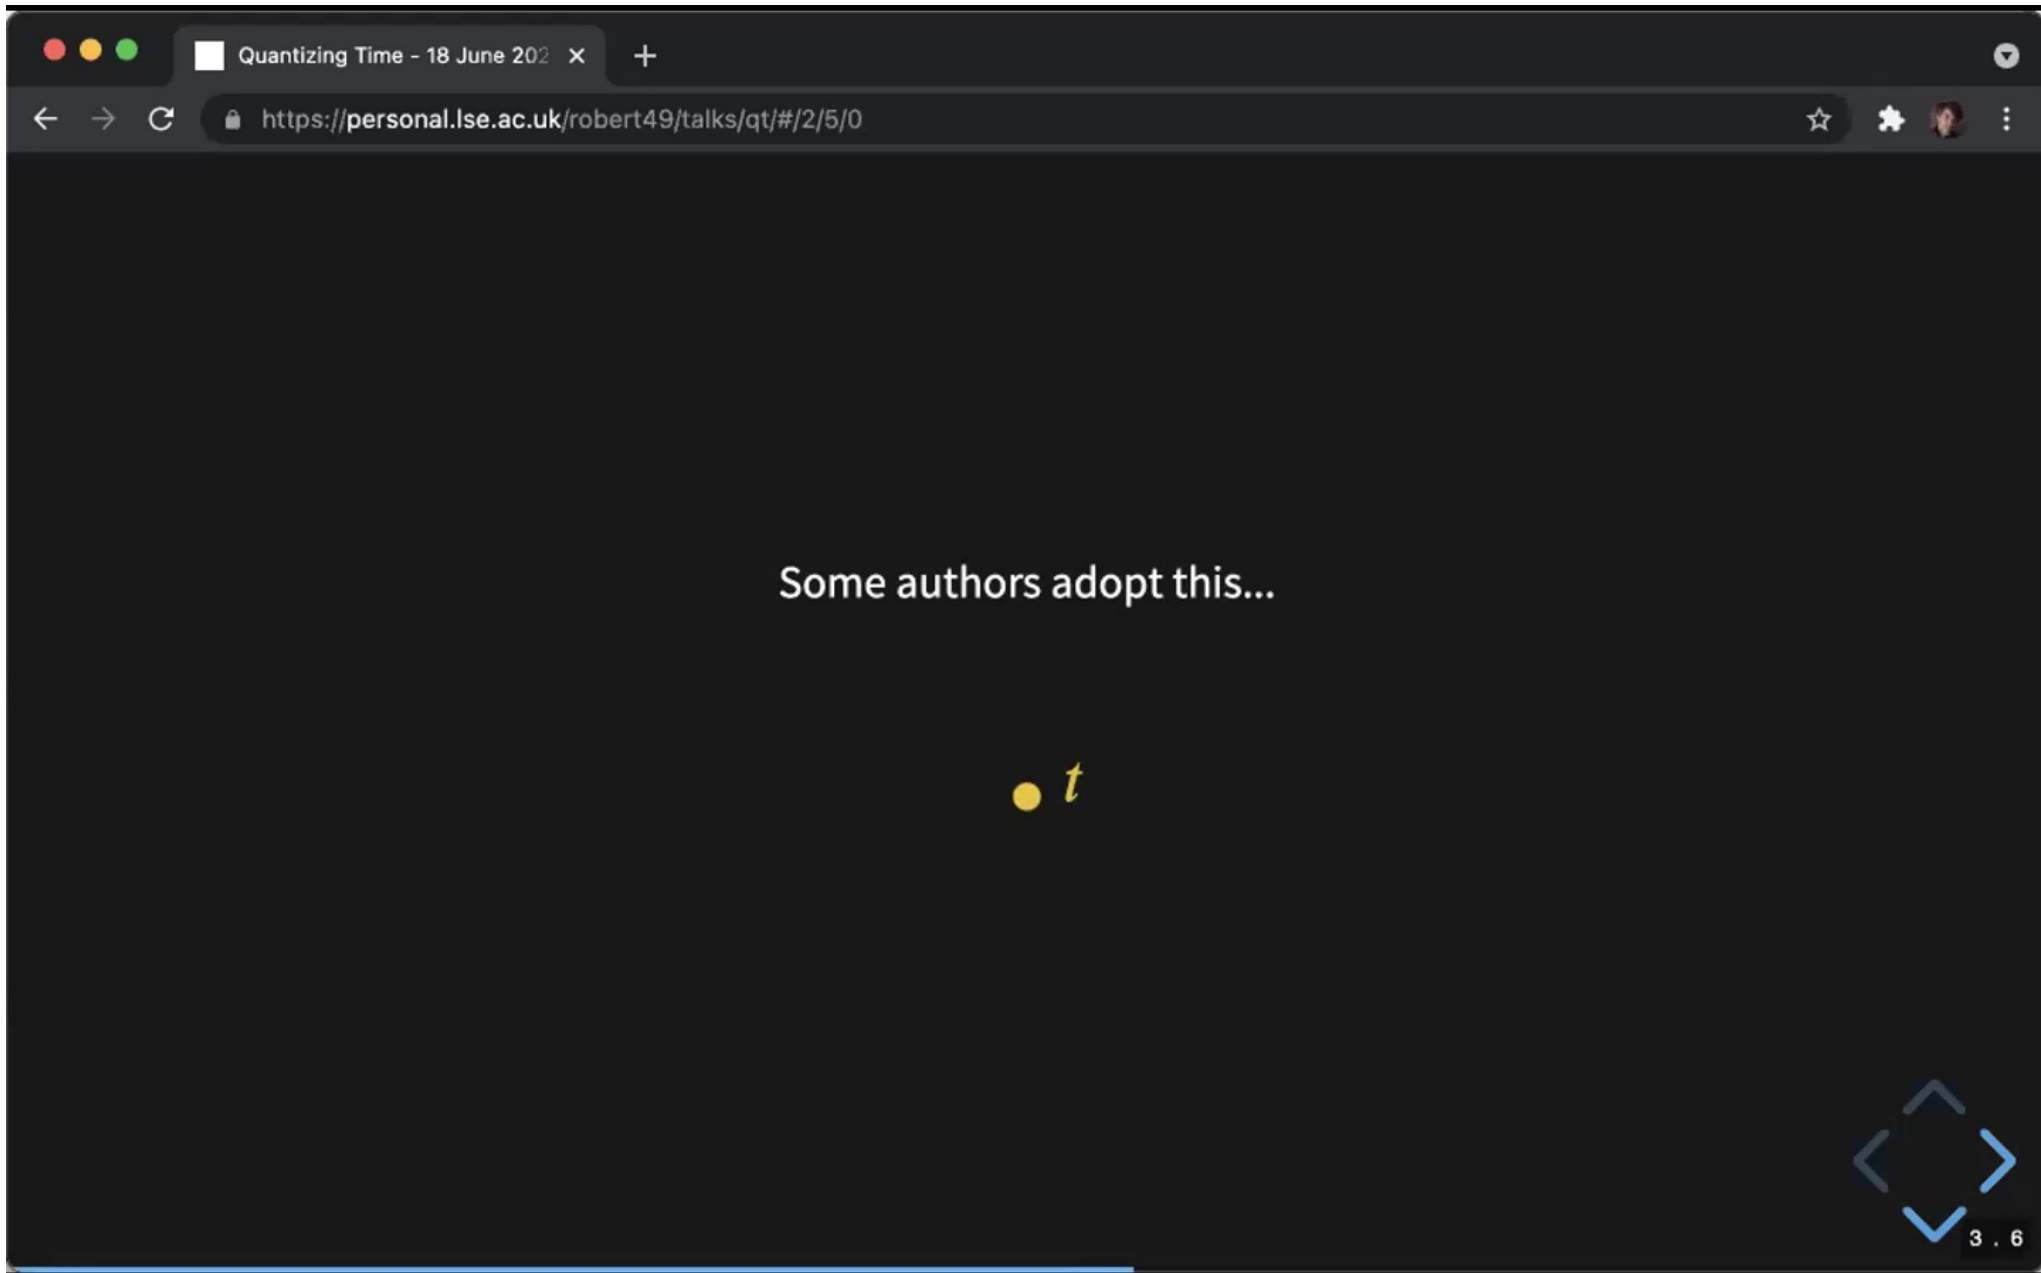 Quantizing Time - 18 June 202
https://personal.lse.ac.uk/robert49/talks/qt/#/2/5/0
Some authors adopt this...
t
3 . 6